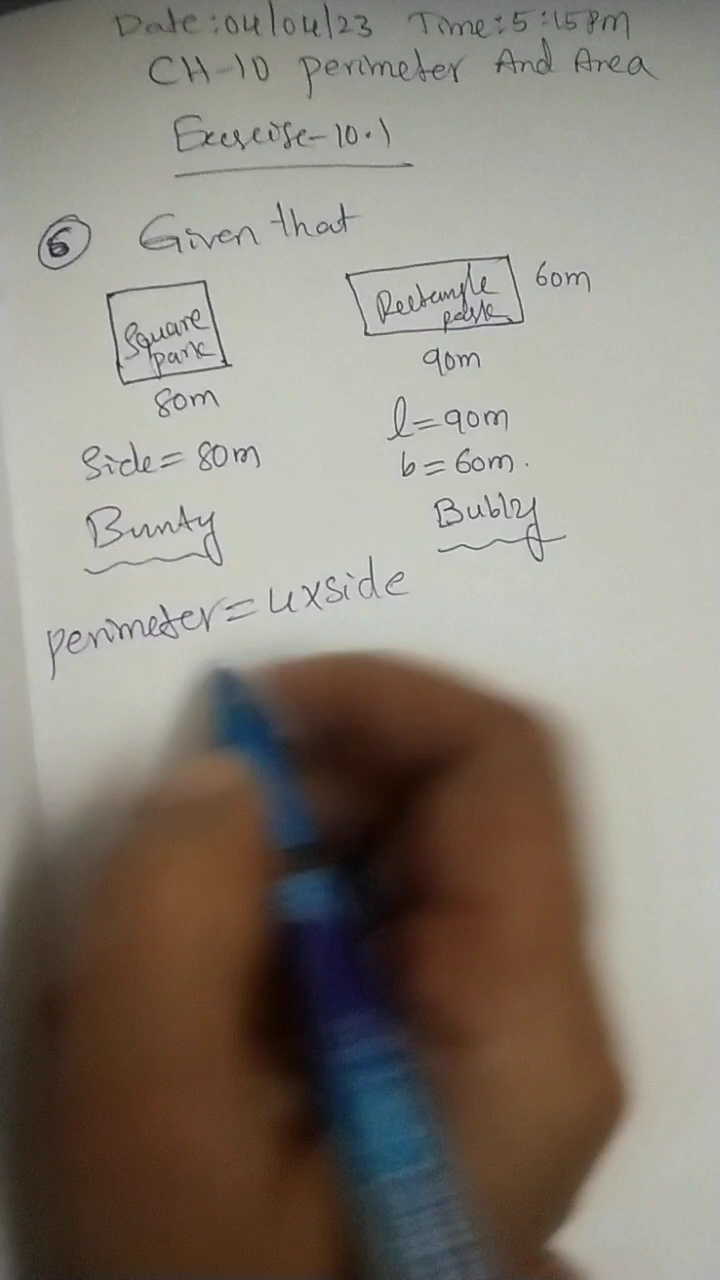 Date:04/04/23 Time:5:15pm
CH-10 perimeter And Area
Exercise-10.1
6 Given that
Square park
80m
Side=80m
Bunty
Rectangle park
60m
90m
l=90m
b=60m.
Bubly
perimeter=4xside